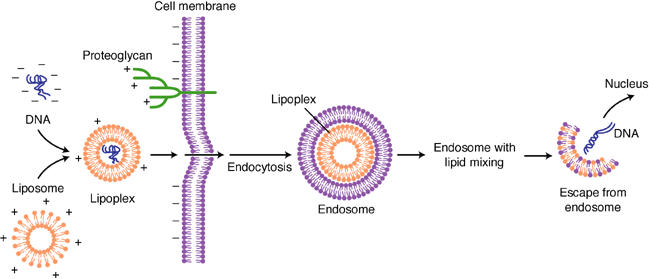 Cell membrane
Proteoglycan
DNA
Liposome
Lipoplex
Endocytosis
Lipoplex
Endosome
Endosome with
lipid mixing
Nucleus
DNA
Escape from
endosome